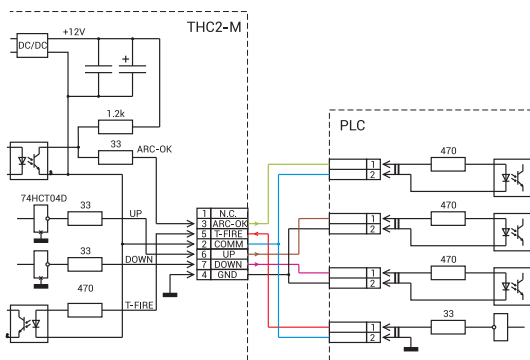 THC2-M
DC/DC
+12V
+
1.2k
33
ARC-OK
74HCT04D
33
UP
33
DOWN
470
T-FIRE
1 N.C.
3 ARC-OK
5 T-FIRE
2 COMM
6 UP
7 DOWN
4 GND
PLC
1
2
470
1
2
470
1
2
470
1
2
33